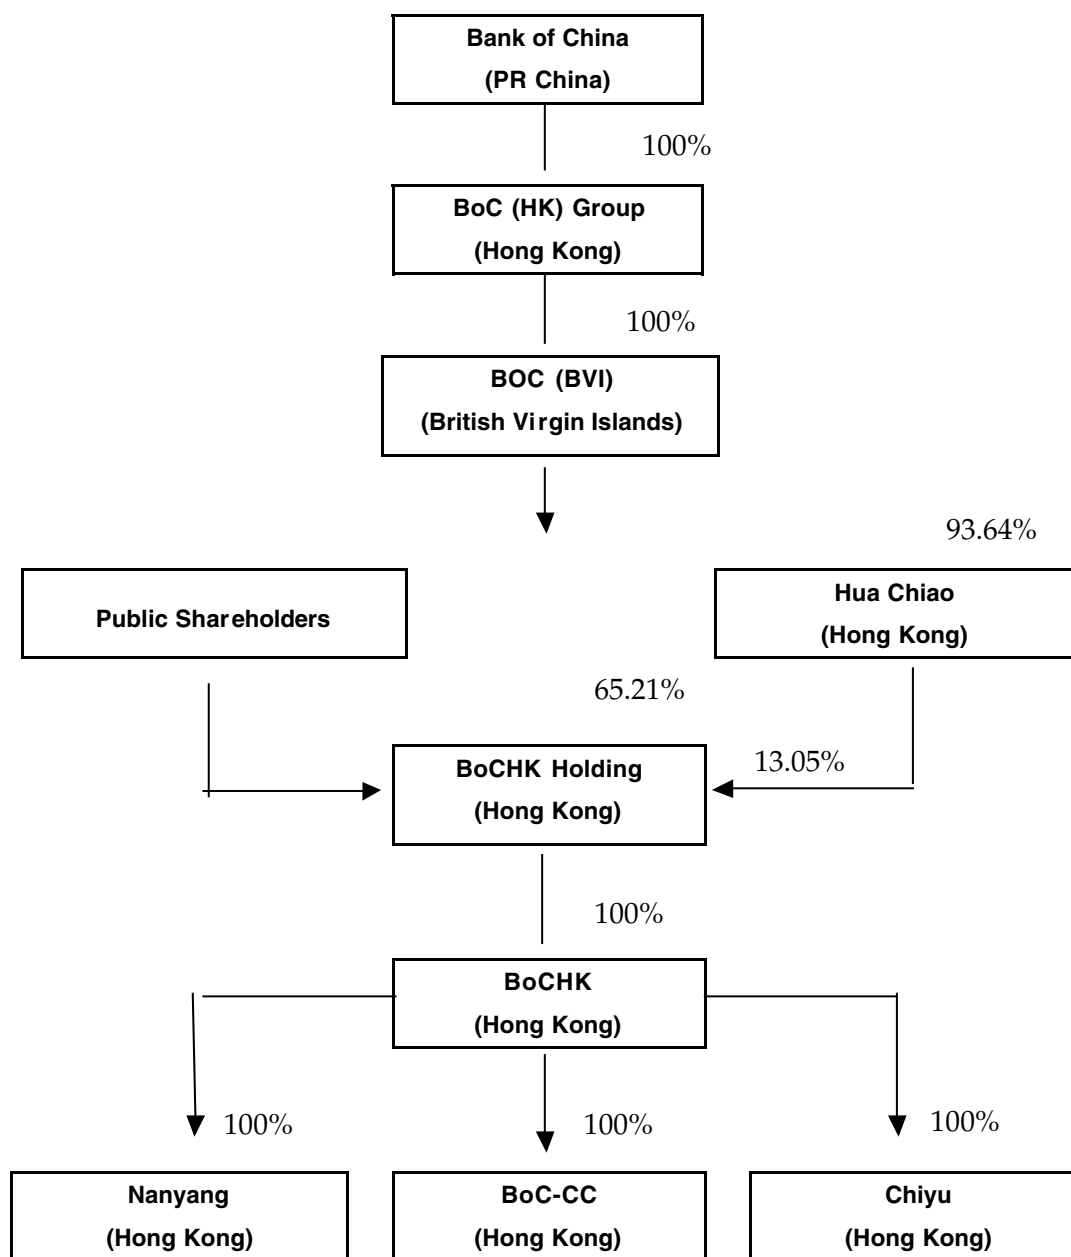 Bank of China
(PR China)
100%
BoC (HK) Group
(Hong Kong)
100%
BOC (BVI)
(British Virgin Islands)
93.64%
Public Shareholders
Hua Chiao
(Hong Kong)
65.21%
BoCHK Holding
(Hong Kong)
13.05%
100%
BoCHK
(Hong Kong)
100%
100%
100%
Nanyang
(Hong Kong)
BoC-CC
(Hong Kong)
Chiyu
(Hong Kong)